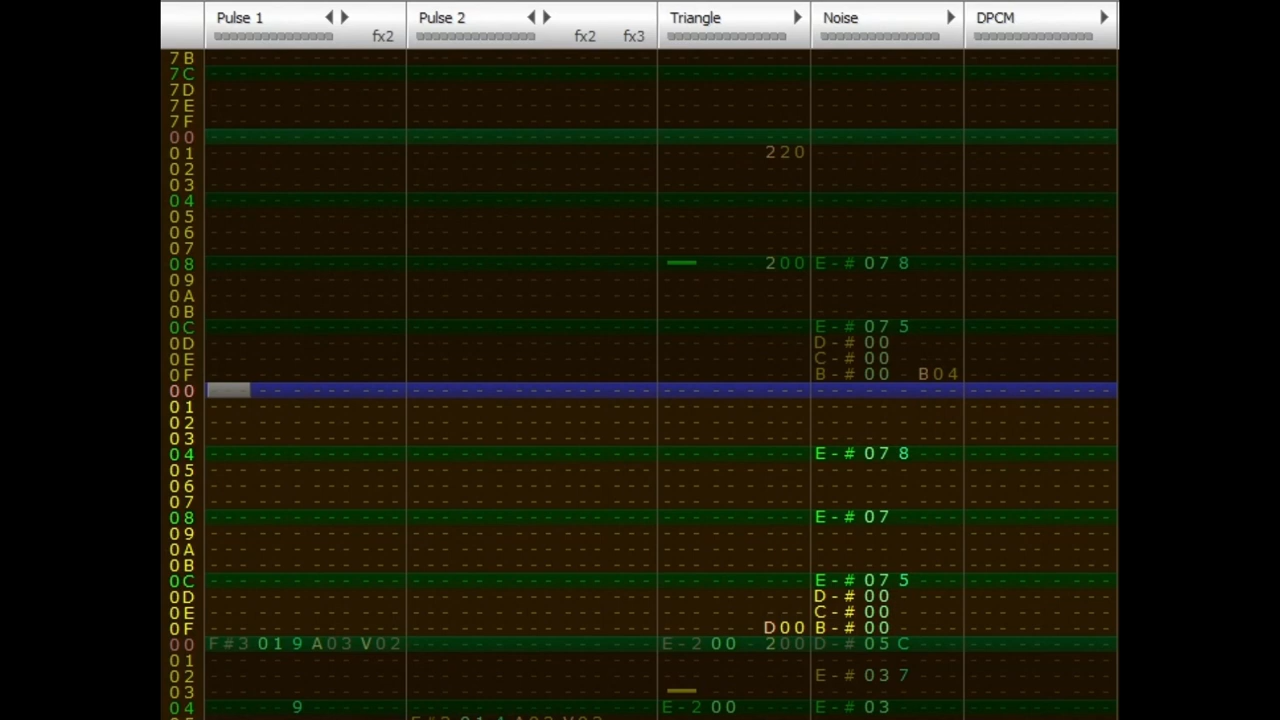 Pulse 1 Pulse 2 Triangle Noise DPCM
fx2 fx2 fx3
7B
7C
7D
7E
7F
00
01 220
02
03
04
05
06
07
08 200 E-# 07 8
09
0A
0B
0C E-# 07 5
0D D-# 00
0E C-# 00
0F B-# 00 B04
00
01
02
03
04 E-# 07 8
05
06
07
08 E-# 07
09
0A
0B
0C E-# 07 5
0D D-# 00
0E C-# 00
0F D00 B-# 00
00 F#3 01 9 A03 V02 E-2 00 200 D-# 05 C
01
02 E-# 03 7
03
04 9 E-2 00 E-# 03